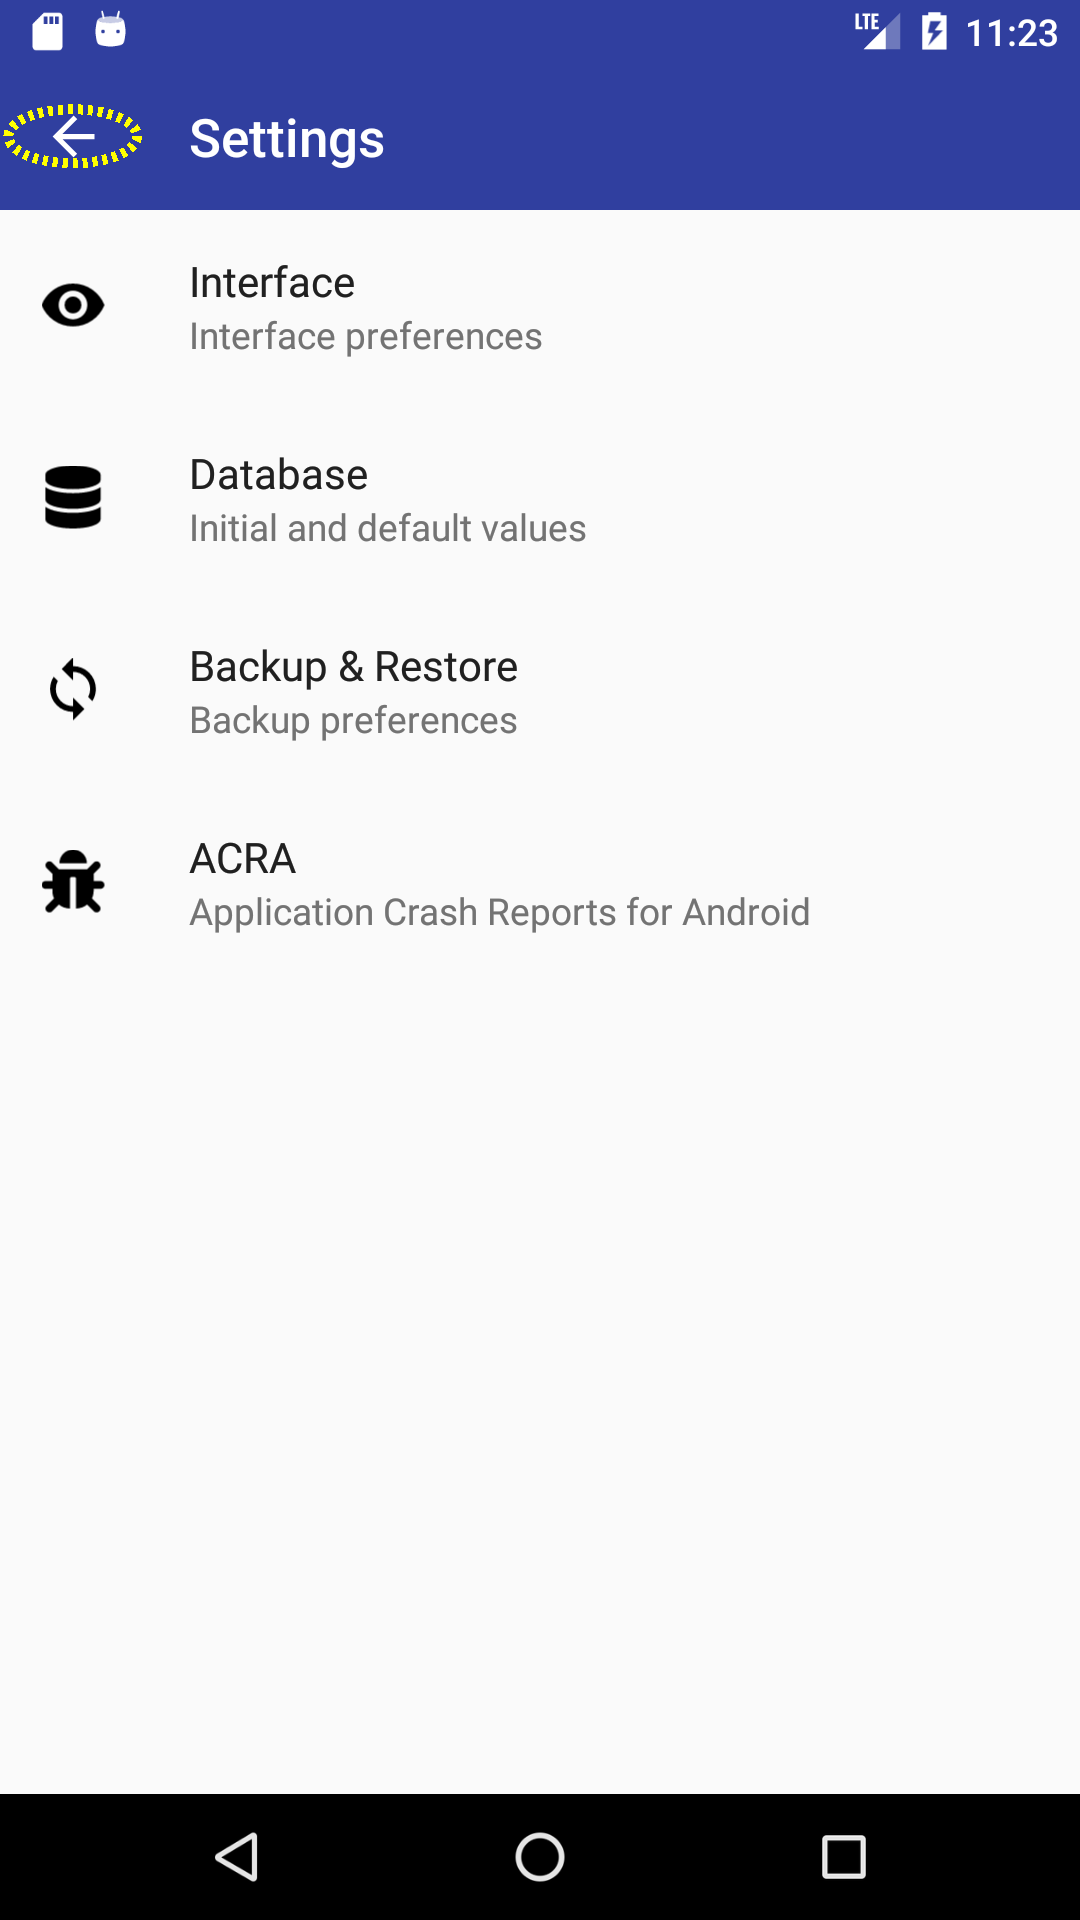 LTE 11:23
Settings
Interface
Interface preferences
Database
Initial and default values
Backup & Restore
Backup preferences
ACRA
Application Crash Reports for Android